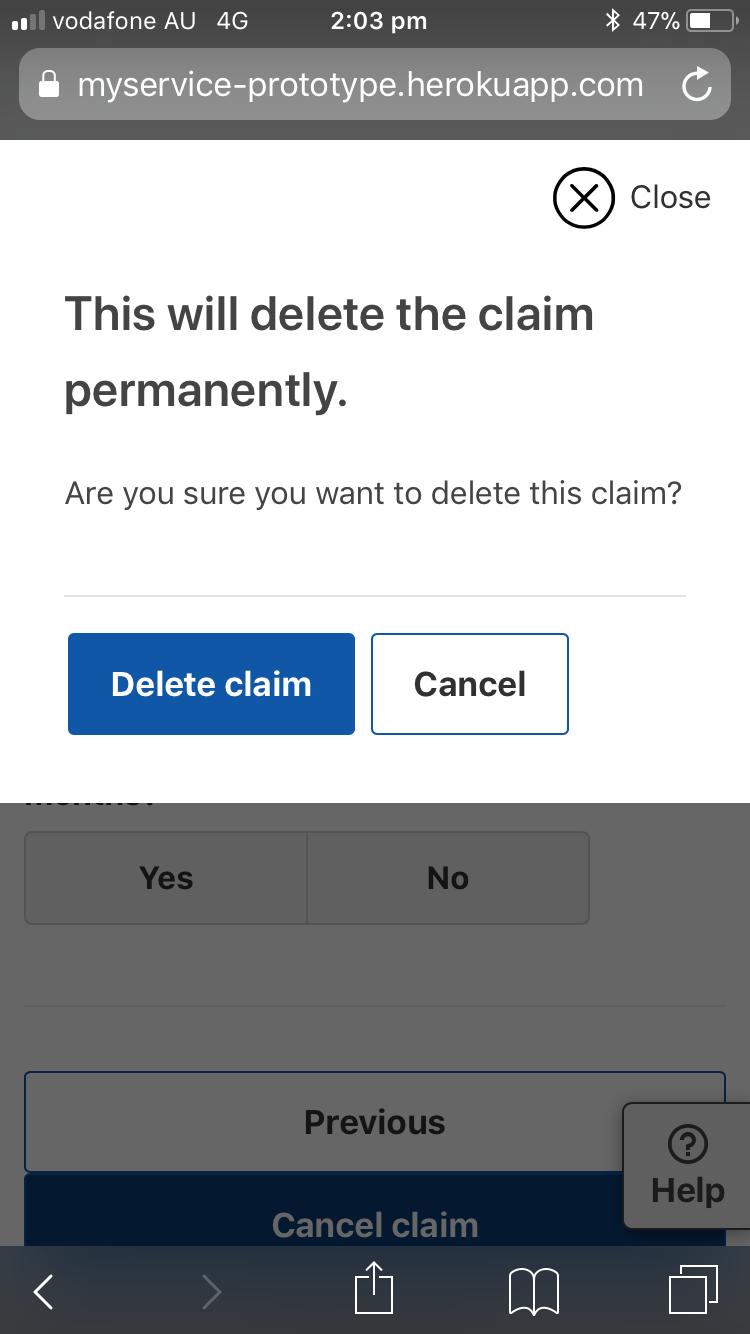 vodafone AU 4G 2:03 pm 47%
myservice-prototype.herokuapp.com
Close
This will delete the claim
permanently.
Are you sure you want to delete this claim?
Delete claim Cancel
Yes No
Previous
Help
Cancel claim